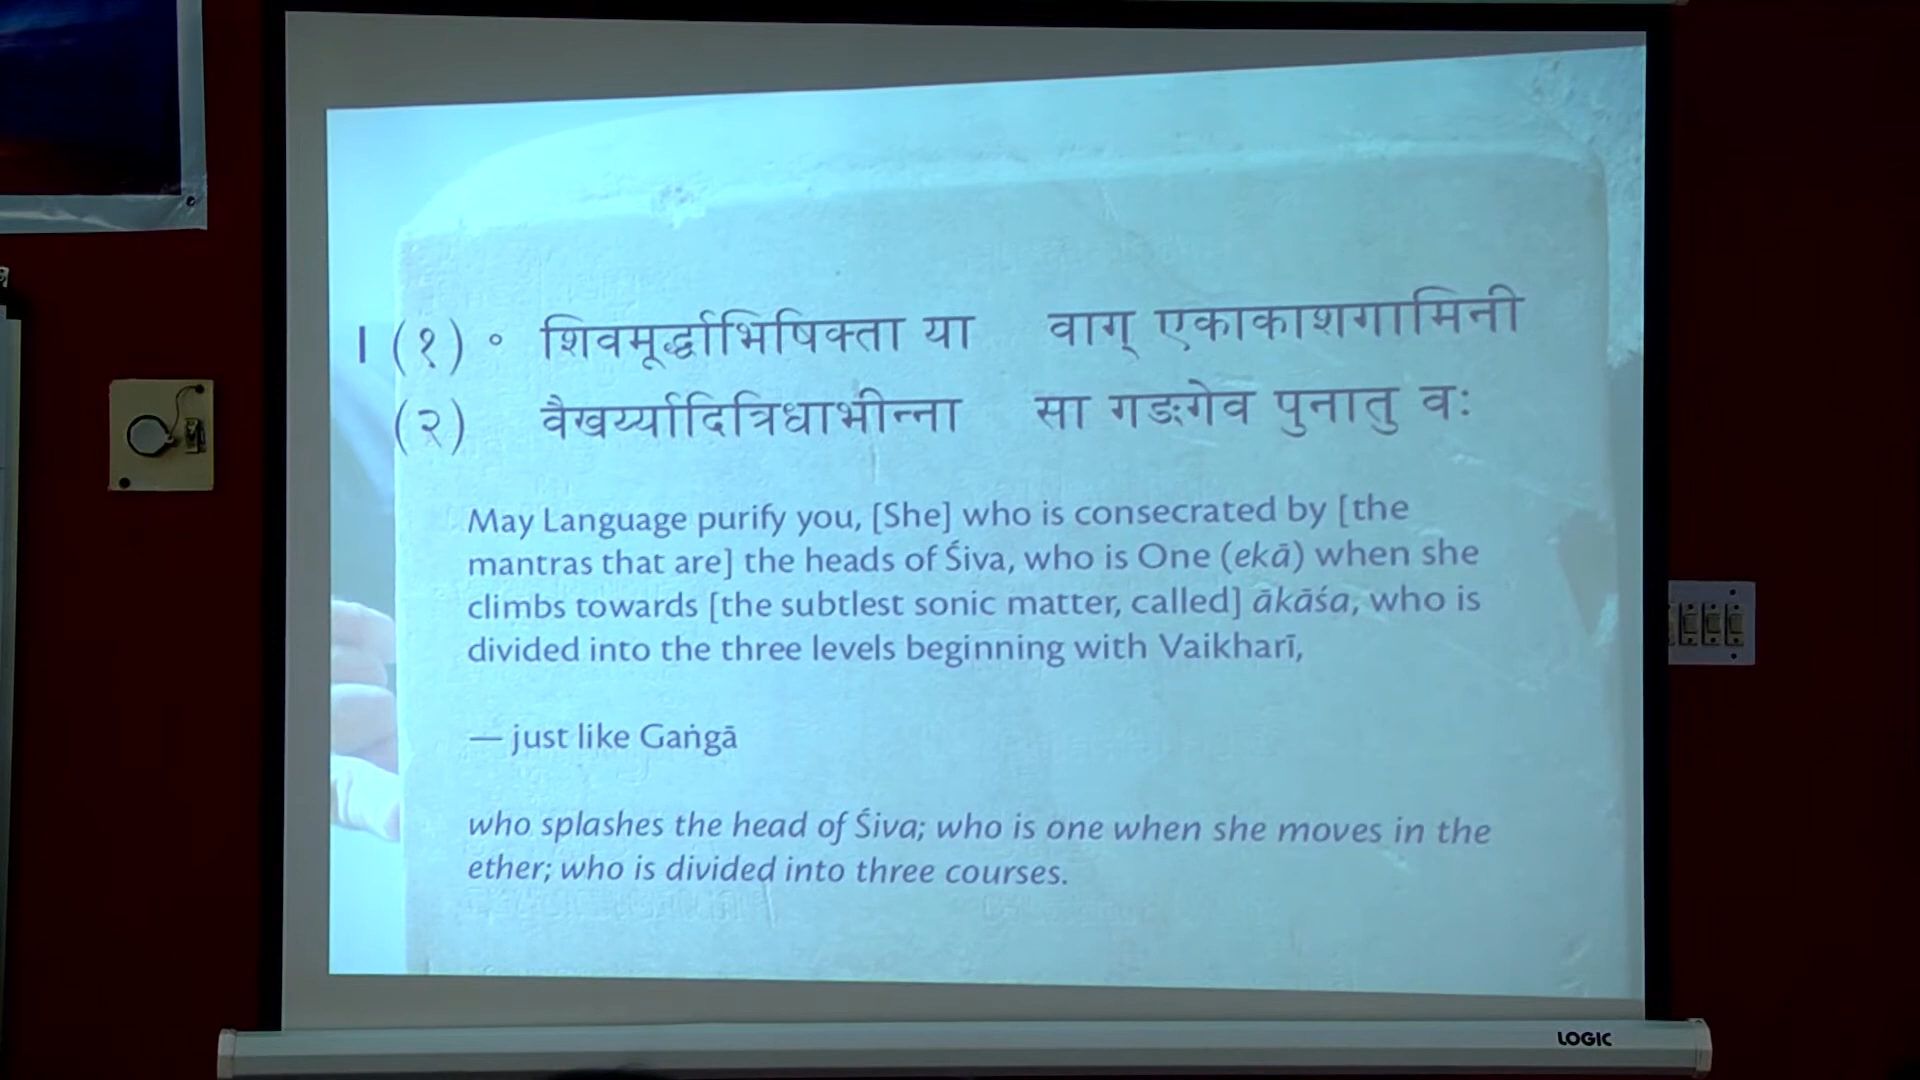 I (१) ॰ शिवमूर्द्धाभिषिक्ता या वाग् एकाकाशगामिनी
(२) वैखर्य्यादित्रिधाभीन्ना सा गङ्गेव पुनातु वः
May Language purify you, [She] who is consecrated by [the
mantras that are] the heads of Śiva, who is One (ekā) when she
climbs towards [the subtlest sonic matter, called] ākāśa, who is
divided into the three levels beginning with Vaikharī,
— just like Gaṅgā
who splashes the head of Śiva; who is one when she moves in the
ether; who is divided into three courses.
LOGIC